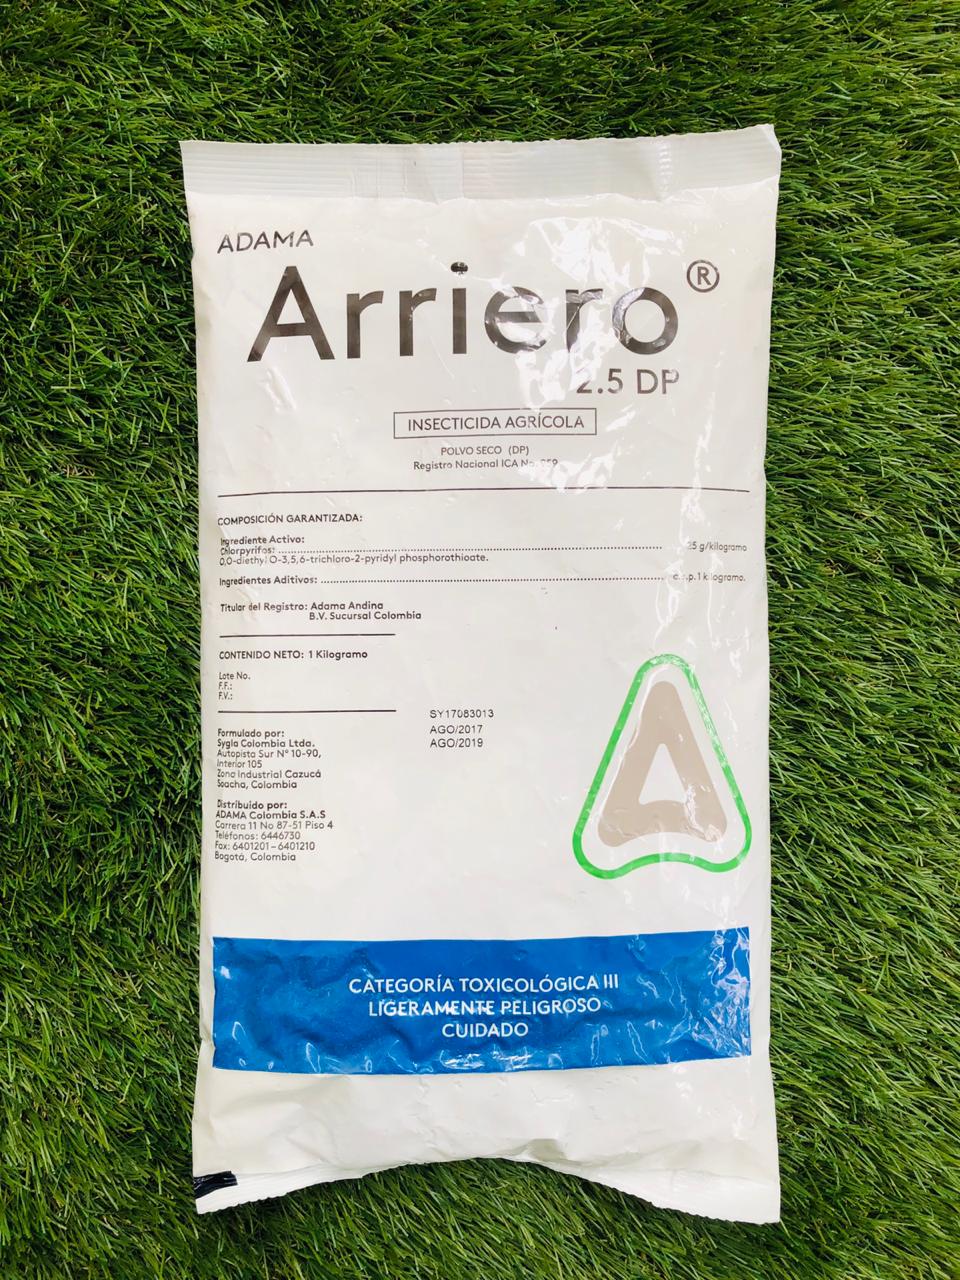 ADAMA
Arriero®
2.5 DP
INSECTICIDA AGRÍCOLA
POLVO SECO (DP)
Registro Nacional ICA No.
COMPOSICIÓN GARANTIZADA:
Ingrediente Activo:
Chlorpyrifos: ........ 25 g/kilogramo
0,0-diethyl O-3,5,6-trichloro-2-pyridyl phosphorothioate.
Ingredientes Aditivos: ........ 1 kilogramo.
Titular del Registro: Adama Andina
B.V. Sucursal Colombia
CONTENIDO NETO: 1 Kilogramo
Lote No.
F.F.:
F.V.:
SY17083013
AGO/2017
AGO/2019
Formulado por:
Sygla Colombia Ltda.
Autopista Sur N° 10-90,
Interior 105
Zona Industrial Cazucá
Soacha, Colombia
Distribuido por:
ADAMA Colombia S.A.S
Carrera 11 No 87-51 Piso 4
Teléfonos: 6446730
Fax: 6401201-6401210
Bogotá, Colombia
CATEGORÍA TOXICOLÓGICA III
LIGERAMENTE PELIGROSO
CUIDADO